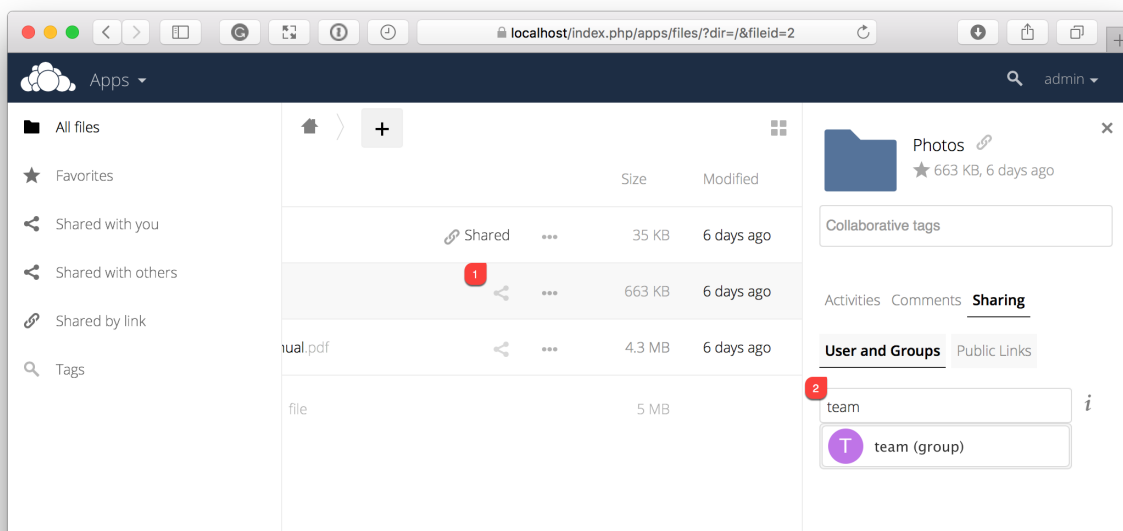 localhost/index.php/apps/files/?dir=/&fileid=2
Apps
admin
All files
Favorites
Shared with you
Shared with others
Shared by link
Tags
Size Modified
Shared 35 KB 6 days ago
1
663 KB 6 days ago
nual.pdf 4.3 MB 6 days ago
file 5 MB
Photos
663 KB, 6 days ago
Collaborative tags
Activities Comments Sharing
User and Groups Public Links
2
team
i
T team (group)